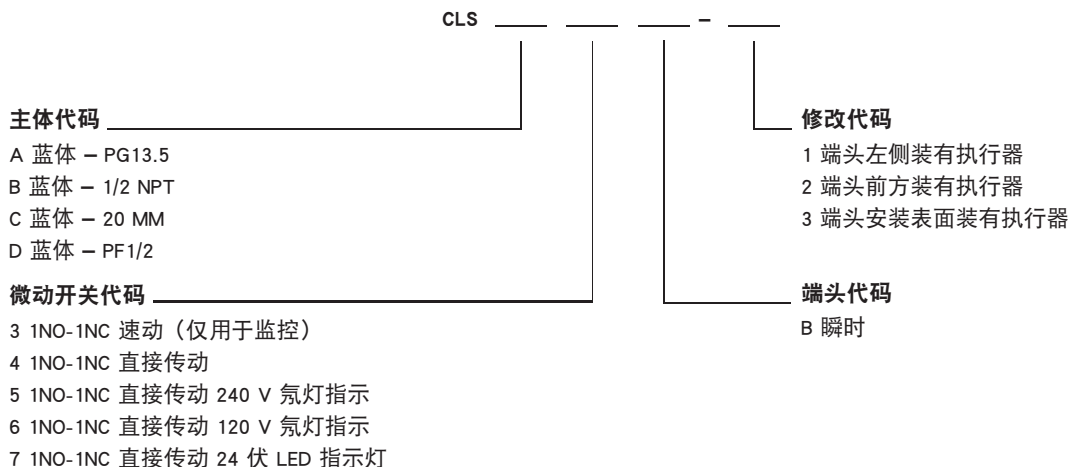 CLS – 
主体代码
A 蓝体 – PG13.5
B 蓝体 – 1/2 NPT
C 蓝体 – 20 MM
D 蓝体 – PF1/2
微动开关代码
3 1NO-1NC 速动（仅用于监控）
4 1NO-1NC 直接传动
5 1NO-1NC 直接传动 240 V 氖灯指示
6 1NO-1NC 直接传动 120 V 氖灯指示
7 1NO-1NC 直接传动 24 伏 LED 指示灯
修改代码
1 端头左侧装有执行器
2 端头前方装有执行器
3 端头安装表面装有执行器
端头代码
B 瞬时